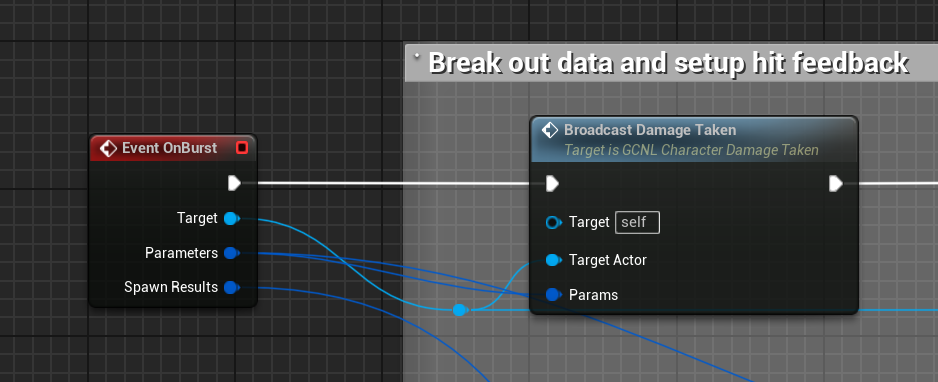 Break out data and setup hit feedback
Event OnBurst
Target
Parameters
Spawn Results
Broadcast Damage Taken
Target is GCNL Character Damage Taken
Target self
Target Actor
Params